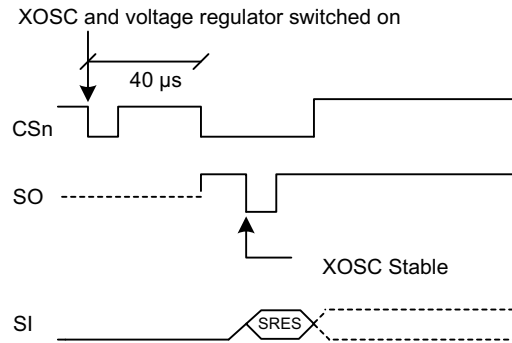 XOSC and voltage regulator switched on
40 µs
CSn
SO
XOSC Stable
SI
SRES